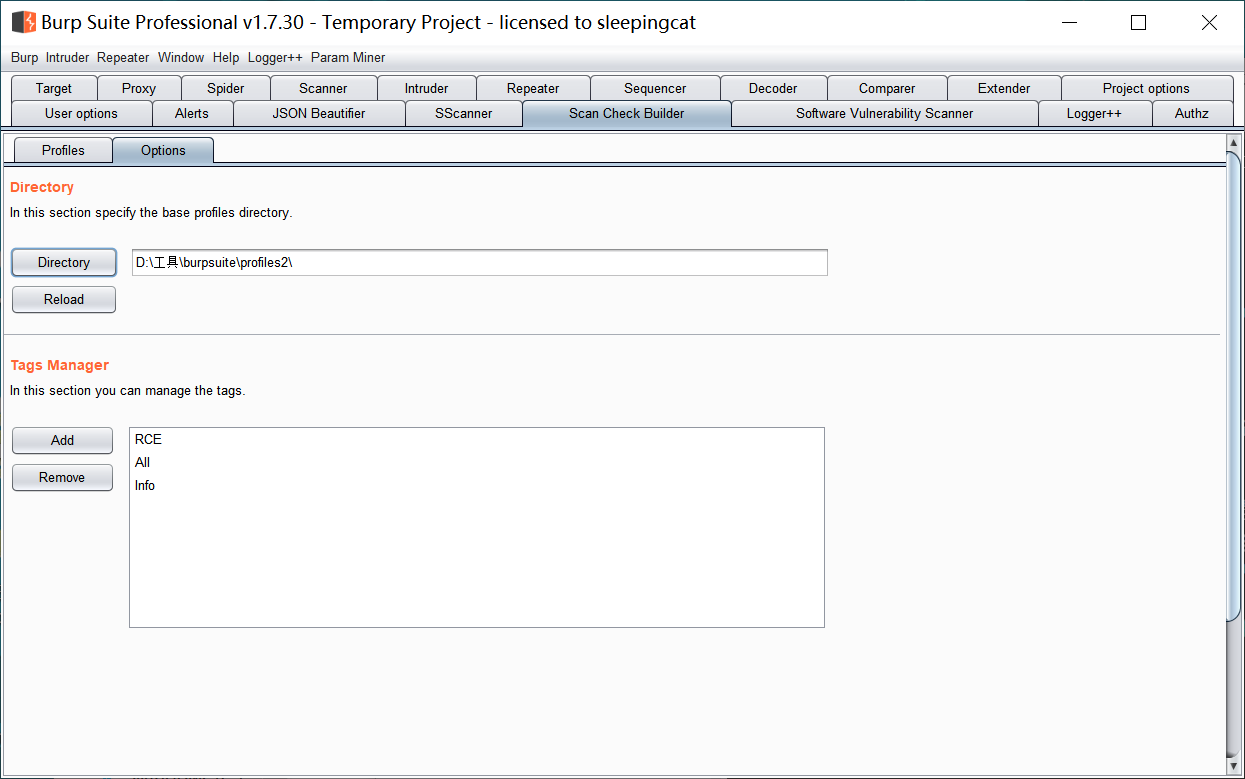 Burp Suite Professional v1.7.30 - Temporary Project - licensed to sleepingcat
Burp Intruder Repeater Window Help Logger++ Param Miner
Target Proxy Spider Scanner Intruder Repeater Sequencer Decoder Comparer Extender Project options
User options Alerts JSON Beautifier SScanner Scan Check Builder Software Vulnerability Scanner Logger++ Authz
Profiles Options
Directory
In this section specify the base profiles directory.
Directory D:\工具\burpsuite\profiles2\
Reload
Tags Manager
In this section you can manage the tags.
Add
Remove
RCE
All
Info